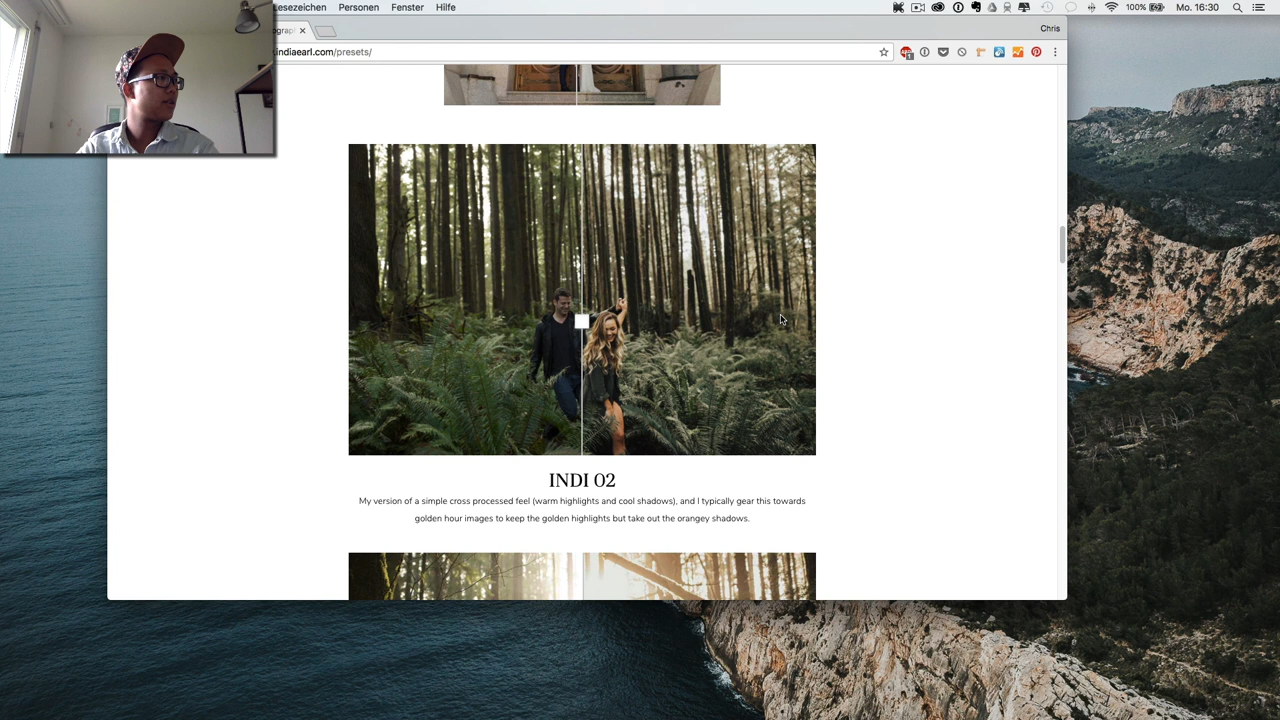 Lesezeichen Personen Fenster Hilfe
100% Mo. 16:30
Chris
indiaearl.com/presets/
INDI 02
My version of a simple cross processed feel (warm highlights and cool shadows), and I typically gear this towards
golden hour images to keep the golden highlights but take out the orangey shadows.